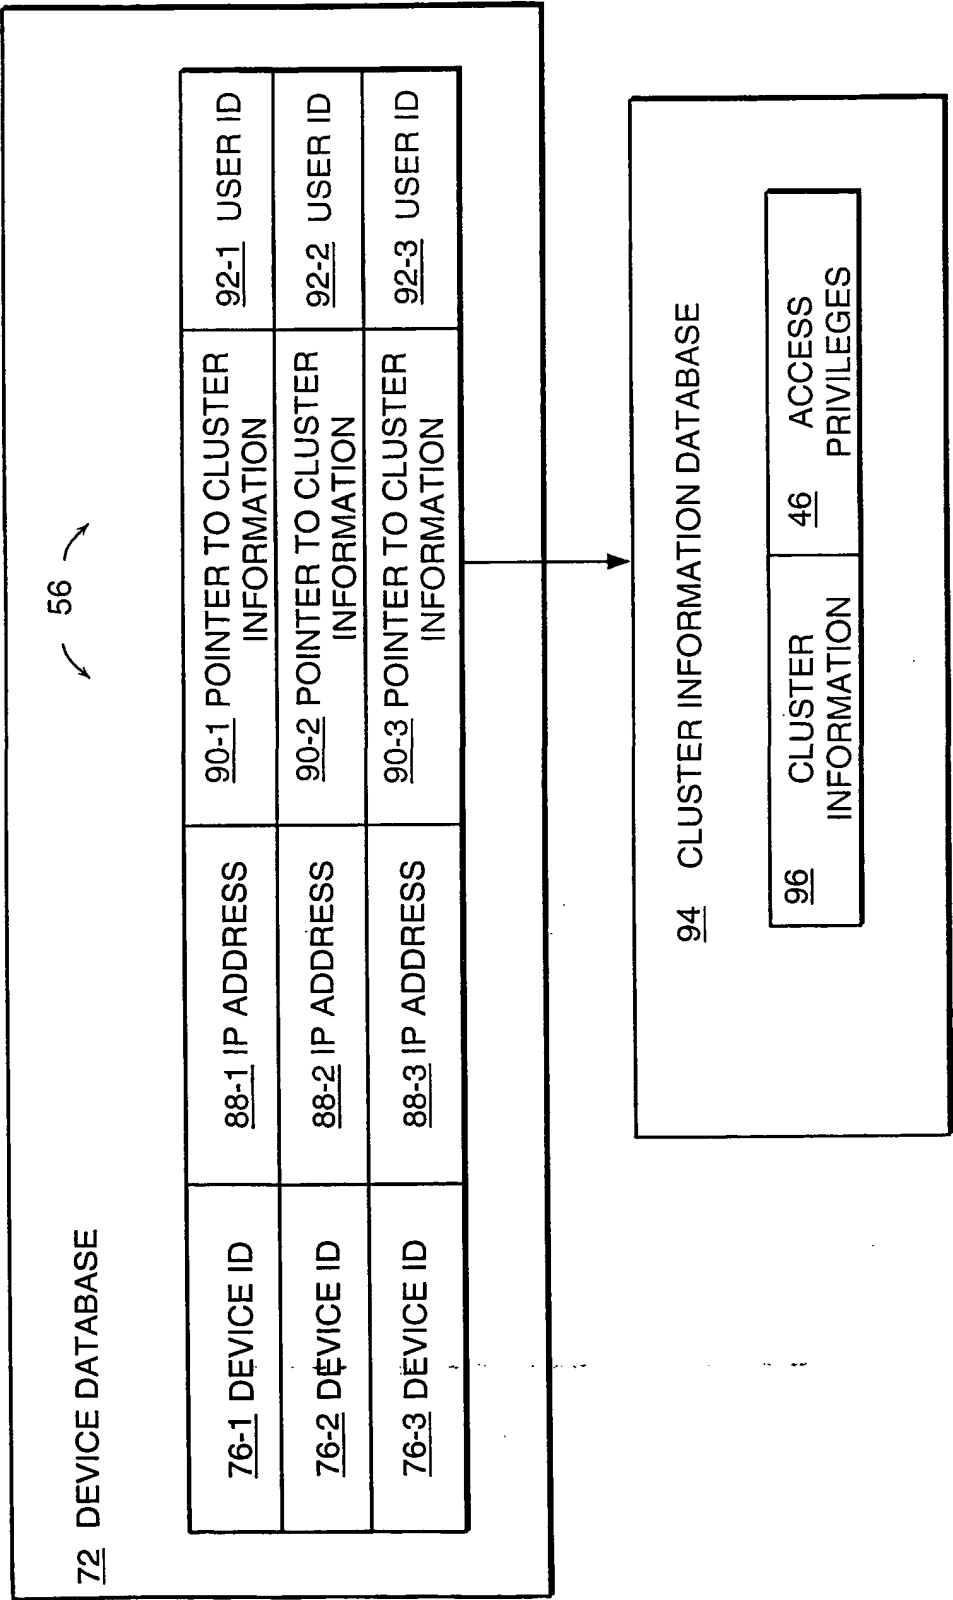 72 DEVICE DATABASE
56
76-1 DEVICE ID
88-1 IP ADDRESS
90-1 POINTER TO CLUSTER
INFORMATION
92-1 USER ID
76-2 DEVICE ID
88-2 IP ADDRESS
90-2 POINTER TO CLUSTER
INFORMATION
92-2 USER ID
76-3 DEVICE ID
88-3 IP ADDRESS
90-3 POINTER TO CLUSTER
INFORMATION
92-3 USER ID
94 CLUSTER INFORMATION DATABASE
96 CLUSTER
INFORMATION
46 ACCESS
PRIVILEGES